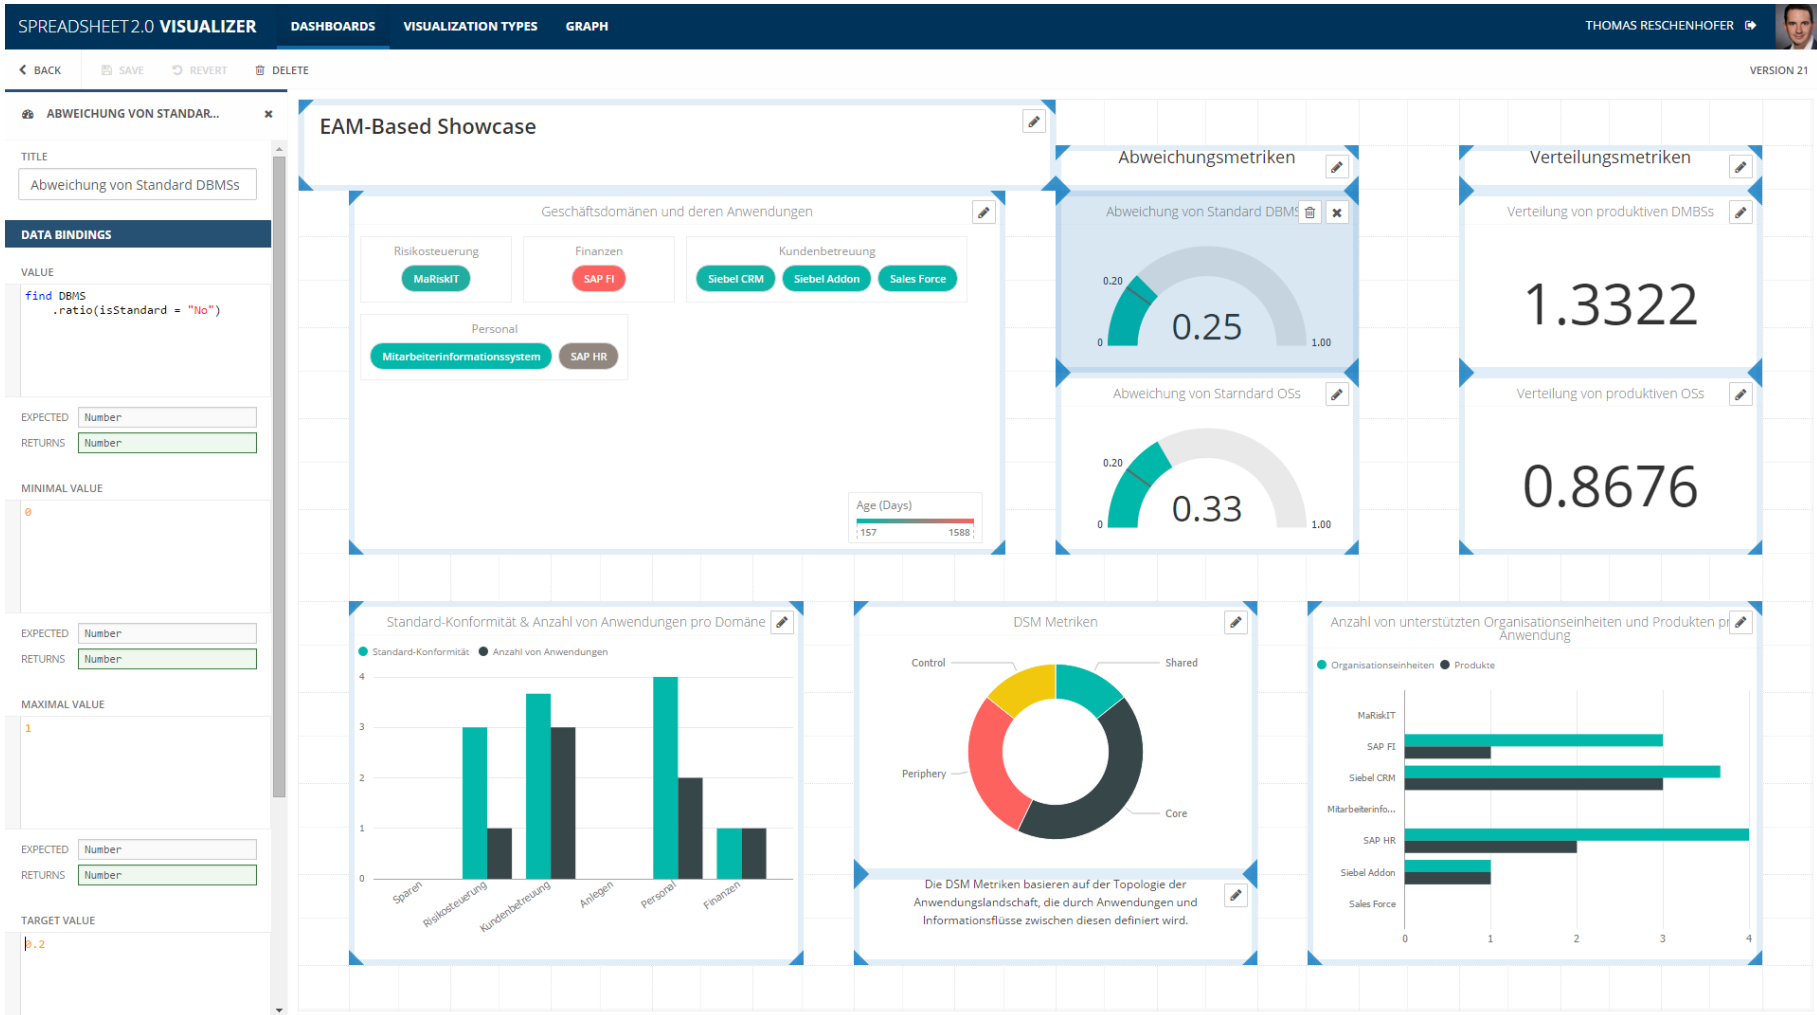 SPREADSHEET 2.0 VISUALIZER
DASHBOARDS
VISUALIZATION TYPES
GRAPH
THOMAS RESCHENHOFER
BACK
SAVE
REVERT
DELETE
VERSION 21
ABWEICHUNG VON STANDAR...
TITLE
Abweichung von Standard DBMSs
DATA BINDINGS
VALUE
find DBMS
.ratio(isStandard = "No")
EXPECTED Number
RETURNS Number
MINIMAL VALUE
0
EXPECTED Number
RETURNS Number
MAXIMAL VALUE
1
EXPECTED Number
RETURNS Number
TARGET VALUE
0.2
EAM-Based Showcase
Geschäftsdomänen und deren Anwendungen
Risikosteuerung
MaRiskIT
Finanzen
SAP FI
Kundenbetreuung
Siebel CRM
Siebel Addon
Sales Force
Personal
Mitarbeiterinformationssystem
SAP HR
Age (Days)
157
1588
Abweichungsmetriken
Abweichung von Standard DBMS
0.20
0.25
0
1.00
Abweichung von Starndard OSs
0.20
0.33
0
1.00
Verteilungsmetriken
Verteilung von produktiven DMBSs
1.3322
Verteilung von produktiven OSs
0.8676
Standard-Konformität & Anzahl von Anwendungen pro Domäne
Standard-Konformität
Anzahl von Anwendungen
4
3
2
1
0
Sparen
Risikosteuerung
Kundenbetreuung
Anlegen
Personal
Finanzen
DSM Metriken
Control
Shared
Periphery
Core
Die DSM Metriken basieren auf der Topologie der
Anwendungslandschaft, die durch Anwendungen und
Informationsflüsse zwischen diesen definiert wird.
Anzahl von unterstützten Organisationseinheiten und Produkten pr
Anwendung
Organisationseinheiten
Produkte
MaRiskIT
SAP FI
Siebel CRM
Mitarbeiterinfo...
SAP HR
Siebel Addon
Sales Force
0
1
2
3
4